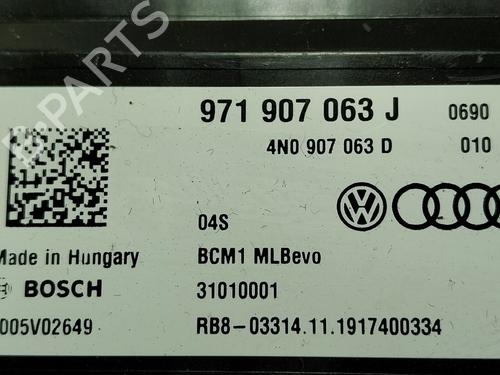 971 907 063 J 0690
4N0 907 063 D 010
04S
Made in Hungary BCM1 MLBevo
BOSCH 31010001
005V02649 RB8-03314.11.1917400334